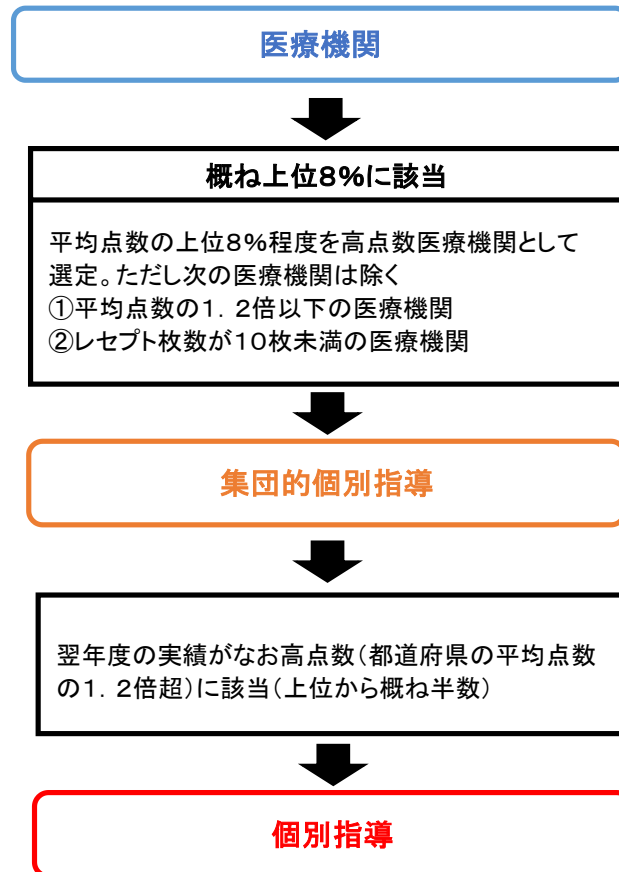 医療機関
概ね上位8％に該当
平均点数の上位8％程度を高点数医療機関として
選定。ただし次の医療機関は除く
①平均点数の1．2倍以下の医療機関
②レセプト枚数が10枚未満の医療機関
集団的個別指導
翌年度の実績がなお高点数（都道府県の平均点数
の1．2倍超）に該当（上位から概ね半数）
個別指導